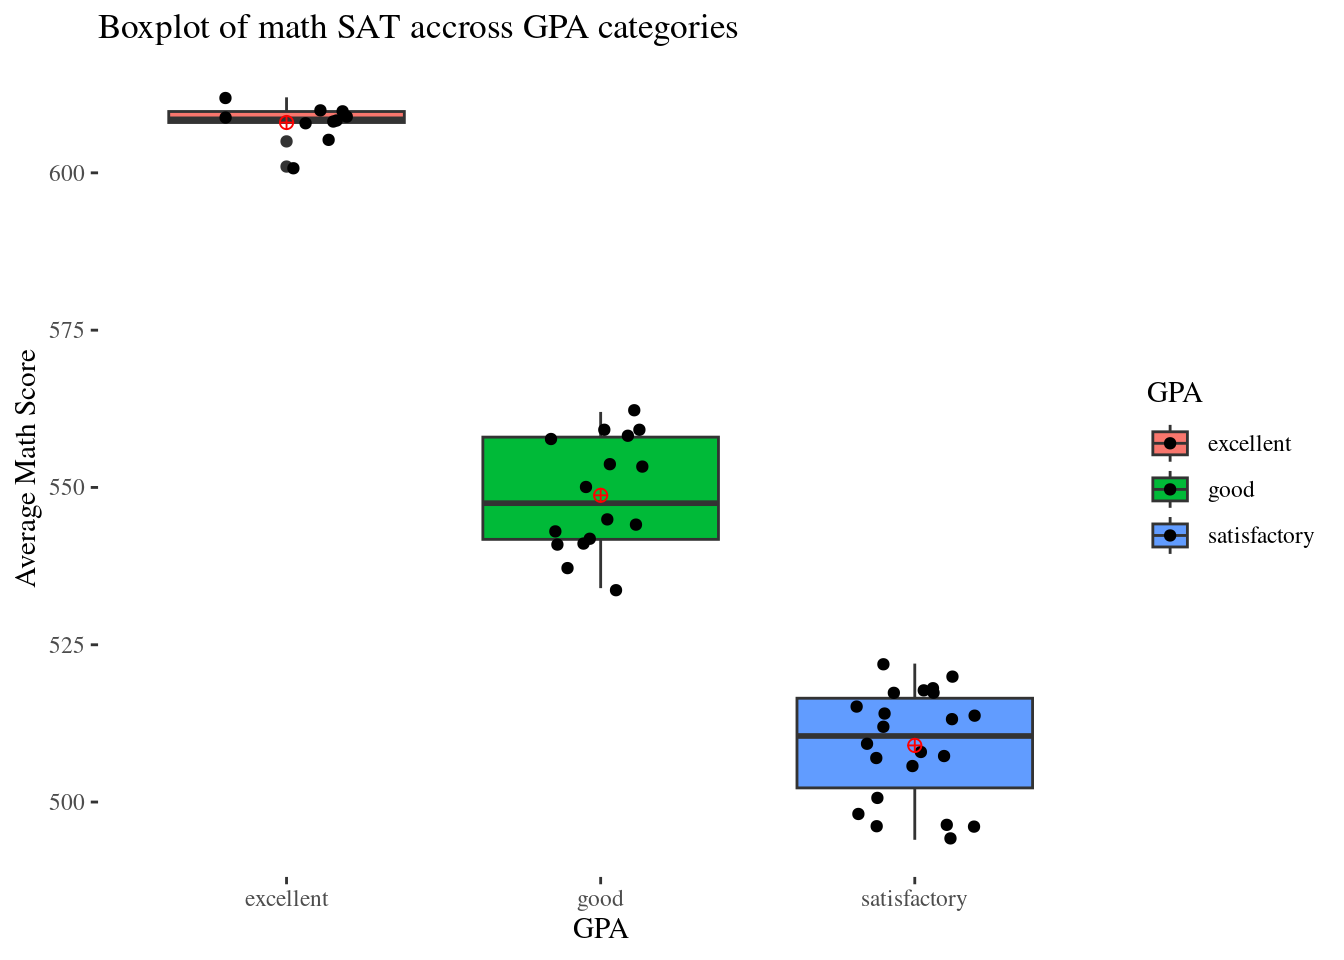 Boxplot of math SAT accross GPA categories
Average Math Score
600
575
550
525
500
excellent good satisfactory
GPA
GPA
excellent
good
satisfactory